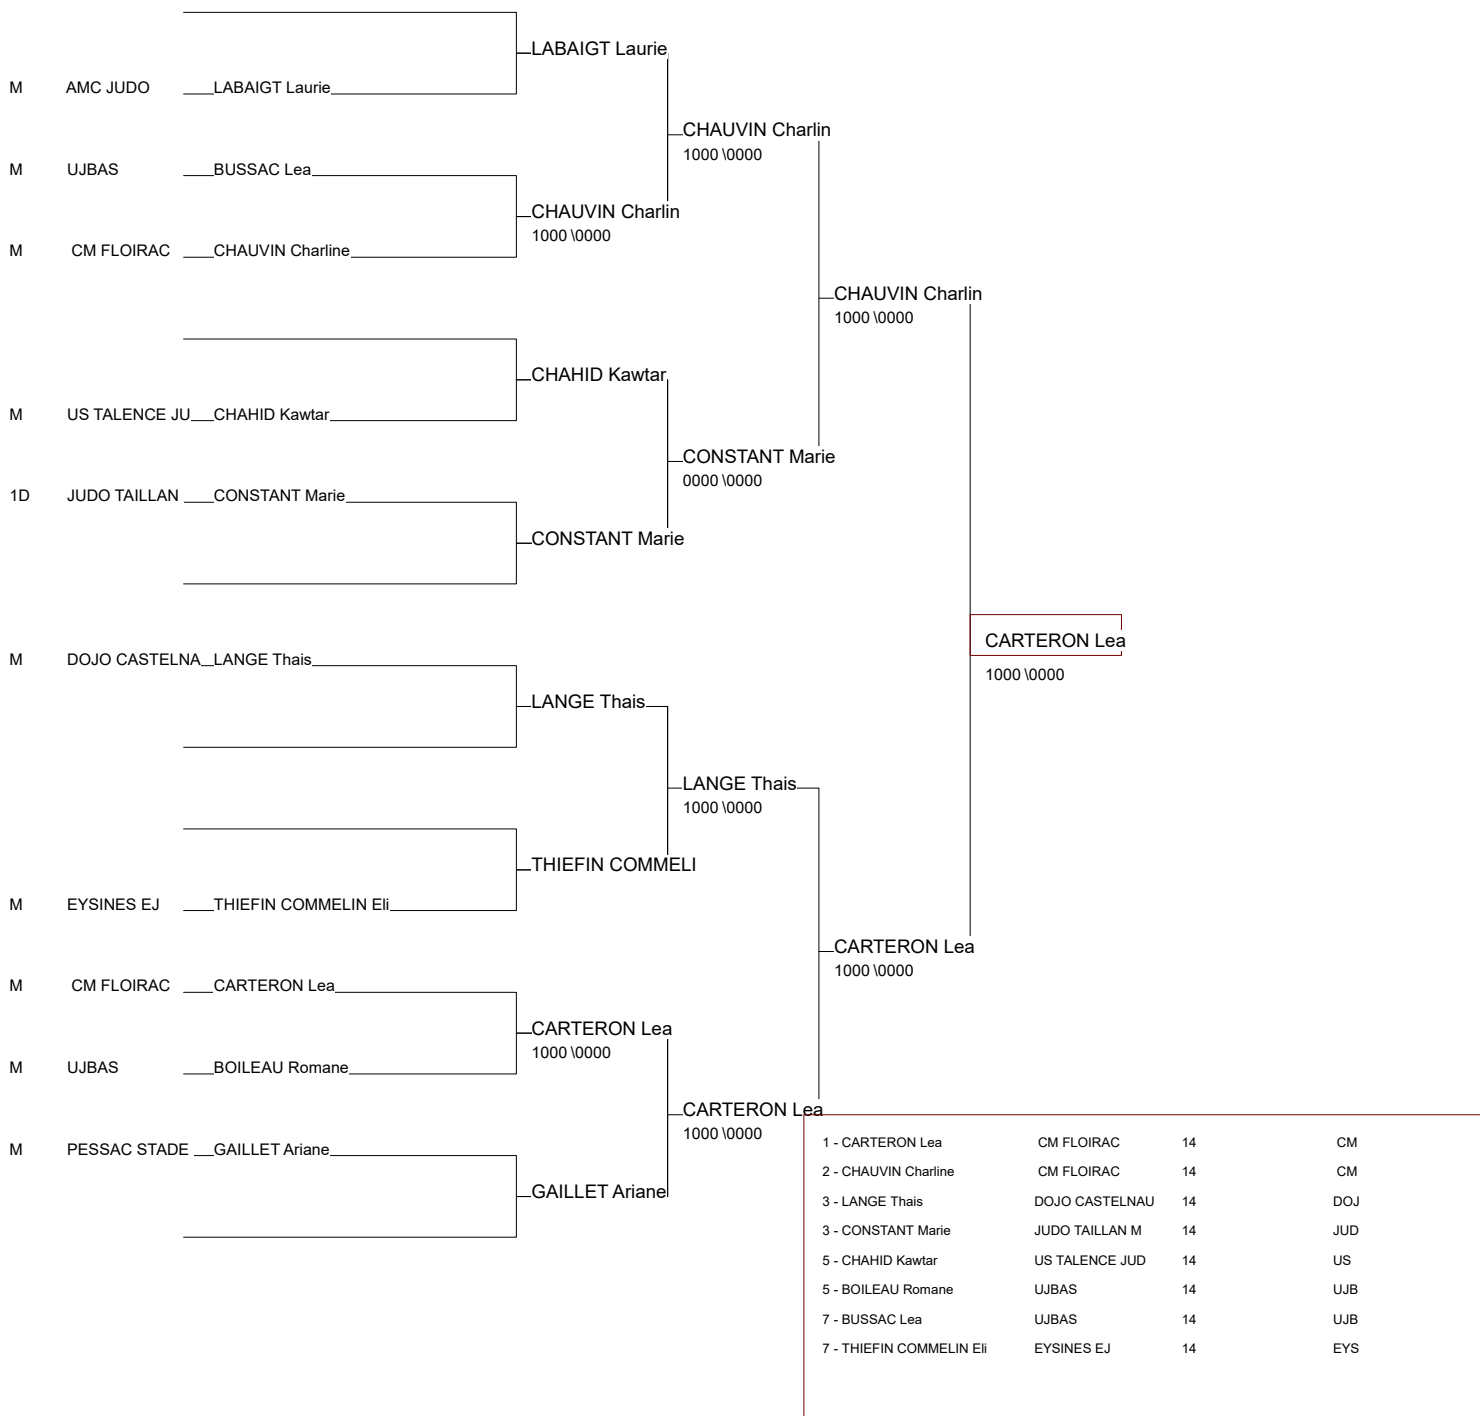 LABAIGT Laurie
M AMC JUDO LABAIGT Laurie
CHAUVIN Charlin
1000 \0000
M UJBAS BUSSAC Lea
CHAUVIN Charlin
1000 \0000
M CM FLOIRAC CHAUVIN Charline
CHAUVIN Charlin
1000 \0000
CHAHID Kawtar
M US TALENCE JU CHAHID Kawtar
CONSTANT Marie
0000 \0000
1D JUDO TAILLAN CONSTANT Marie
CONSTANT Marie
CARTERON Lea
1000 \0000
M DOJO CASTELNA LANGE Thais
LANGE Thais
LANGE Thais
1000 \0000
THIEFIN COMMELI
M EYSINES EJ THIEFIN COMMELIN Eli
CARTERON Lea
1000 \0000
M CM FLOIRAC CARTERON Lea
CARTERON Lea
1000 \0000
M UJBAS BOILEAU Romane
CARTERON Lea
1000 \0000
M PESSAC STADE GAILLET Ariane
GAILLET Ariane
1 - CARTERON Lea CM FLOIRAC 14 CM
2 - CHAUVIN Charline CM FLOIRAC 14 CM
3 - LANGE Thais DOJO CASTELNAU 14 DOJ
3 - CONSTANT Marie JUDO TAILLAN M 14 JUD
5 - CHAHID Kawtar US TALENCE JUD 14 US
5 - BOILEAU Romane UJBAS 14 UJB
7 - BUSSAC Lea UJBAS 14 UJB
7 - THIEFIN COMMELIN Eli EYSINES EJ 14 EYS